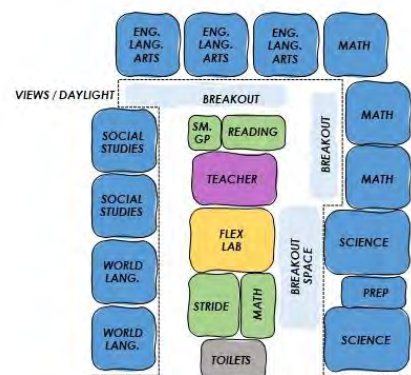 ENG.
LANG.
ARTS
ENG.
LANG.
ARTS
ENG.
LANG.
ARTS
MATH
VIEWS / DAYLIGHT
BREAKOUT
SOCIAL
STUDIES
SM.
GP
READING
BREAKOUT
MATH
TEACHER
MATH
SOCIAL
STUDIES
FLEX
LAB
BREAKOUT
SPACE
SCIENCE
WORLD
LANG.
STRIDE
MATH
PREP
WORLD
LANG.
SCIENCE
TOILETS